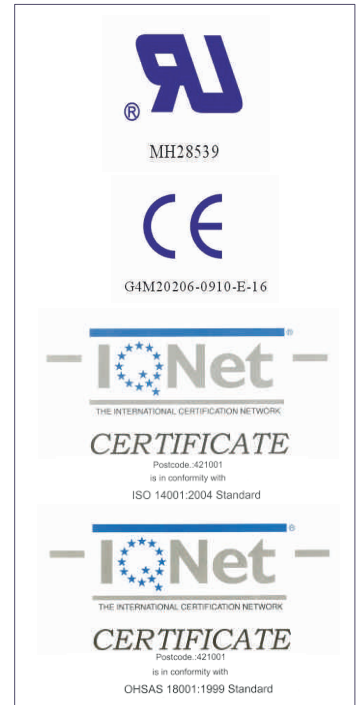 RU
®
MH28539
CE
G4M20206-0910-E-16
®
IQNet
THE INTERNATIONAL CERTIFICATION NETWORK
CERTIFICATE
Postcode.:421001
is in conformity with
ISO 14001:2004 Standard
®
IQNet
THE INTERNATIONAL CERTIFICATION NETWORK
CERTIFICATE
Postcode.:421001
is in conformity with
OHSAS 18001:1999 Standard